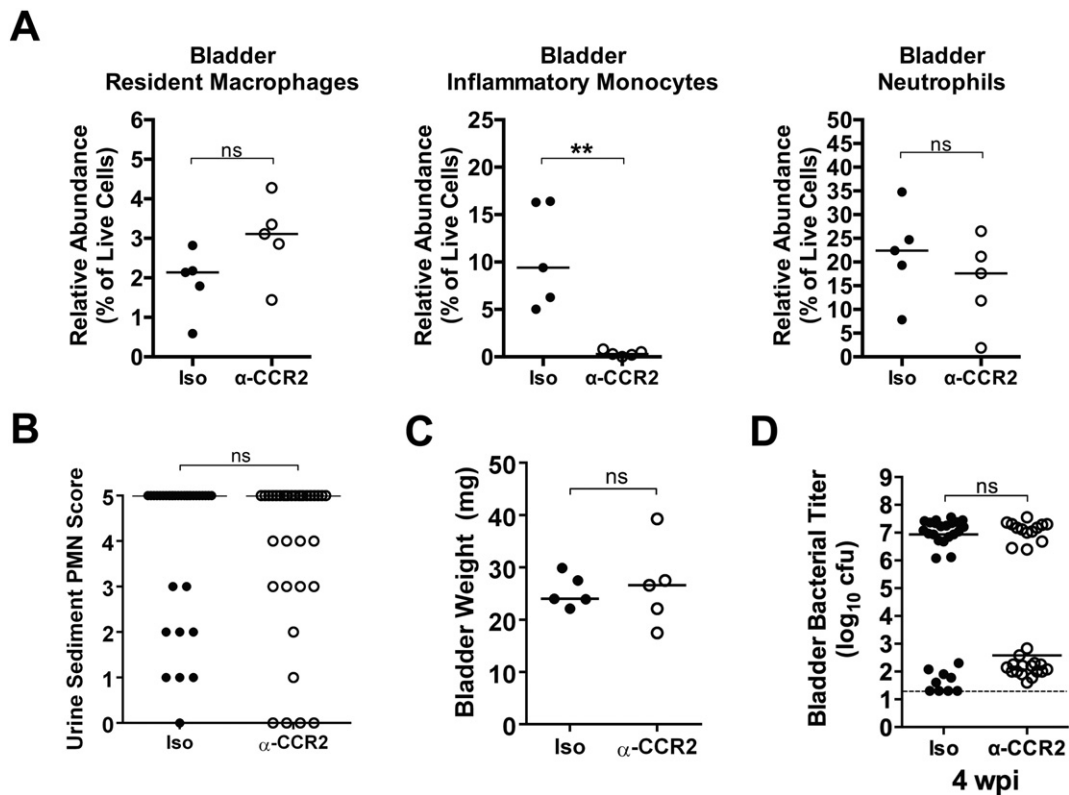 A
Bladder
Resident Macrophages
Relative Abundance
(% of Live Cells)
6
5
4
3
2
1
0
ns
Iso
α-CCR2
Bladder
Inflammatory Monocytes
Relative Abundance
(% of Live Cells)
25
20
15
10
5
0
**
Iso
α-CCR2
Bladder
Neutrophils
Relative Abundance
(% of Live Cells)
50
45
40
35
30
25
20
15
10
5
0
ns
Iso
α-CCR2
B
Urine Sediment PMN Score
5
4
3
2
1
0
ns
Iso
α-CCR2
C
Bladder Weight (mg)
50
40
30
20
10
0
ns
Iso
α-CCR2
D
Bladder Bacterial Titer
(log10 cfu)
9
8
7
6
5
4
3
2
1
0
ns
Iso
α-CCR2
4 wpi